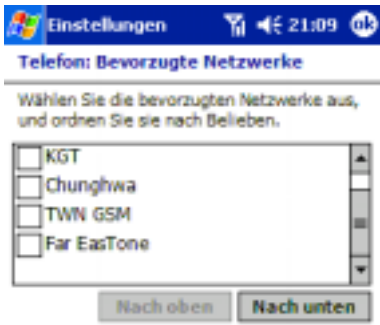 Einstellungen 21:09 ok
Telefon: Bevorzugte Netzwerke
Wählen Sie die bevorzugten Netzwerke aus,
und ordnen Sie sie nach Belieben.
KGT
Chunghwa
TWN GSM
Far EasTone
Nach oben Nach unten